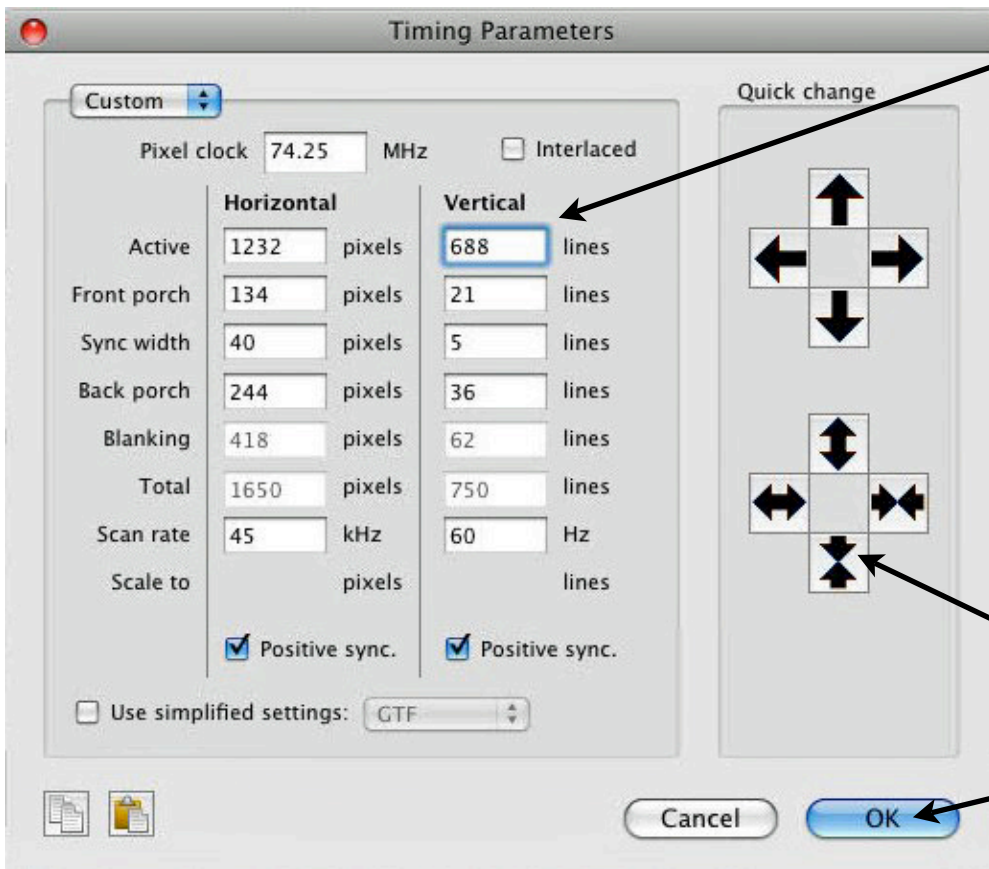 Timing Parameters
Custom
Quick change
Pixel clock 74.25 MHz Interlaced
Horizontal Vertical
Active 1232 pixels 688 lines
Front porch 134 pixels 21 lines
Sync width 40 pixels 5 lines
Back porch 244 pixels 36 lines
Blanking 418 pixels 62 lines
Total 1650 pixels 750 lines
Scan rate 45 kHz 60 Hz
Scale to pixels lines
Positive sync. Positive sync.
Use simplified settings: GTF
Cancel OK